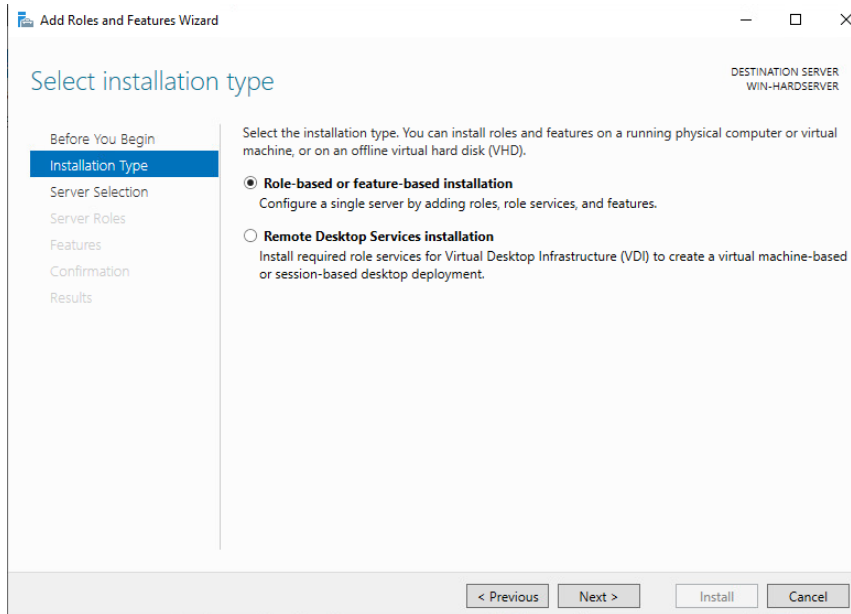 Add Roles and Features Wizard
Select installation type
DESTINATION SERVER
WIN-HARDSERVER
Before You Begin
Installation Type
Server Selection
Server Roles
Features
Confirmation
Results
Select the installation type. You can install roles and features on a running physical computer or virtual
machine, or on an offline virtual hard disk (VHD).
Role-based or feature-based installation
Configure a single server by adding roles, role services, and features.
Remote Desktop Services installation
Install required role services for Virtual Desktop Infrastructure (VDI) to create a virtual machine-based
or session-based desktop deployment.
< Previous
Next >
Install
Cancel